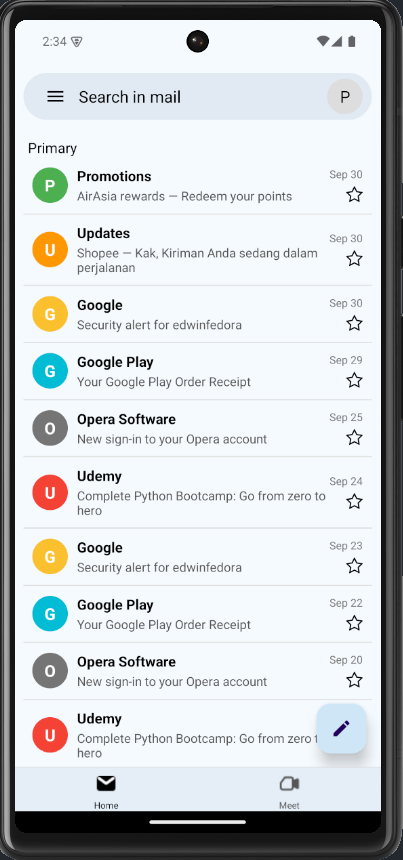 2:34
Search in mail
P
Primary
P
Promotions
Sep 30
AirAsia rewards — Redeem your points
U
Updates
Sep 30
Shopee — Kak, Kiriman Anda sedang dalam
perjalanan
G
Google
Sep 30
Security alert for edwinfedora
G
Google Play
Sep 29
Your Google Play Order Receipt
O
Opera Software
Sep 25
New sign-in to your Opera account
U
Udemy
Sep 24
Complete Python Bootcamp: Go from zero to
hero
G
Google
Sep 23
Security alert for edwinfedora
G
Google Play
Sep 22
Your Google Play Order Receipt
O
Opera Software
Sep 20
New sign-in to your Opera account
U
Udemy
Complete Python Bootcamp: Go from zero
hero
Home
Meet